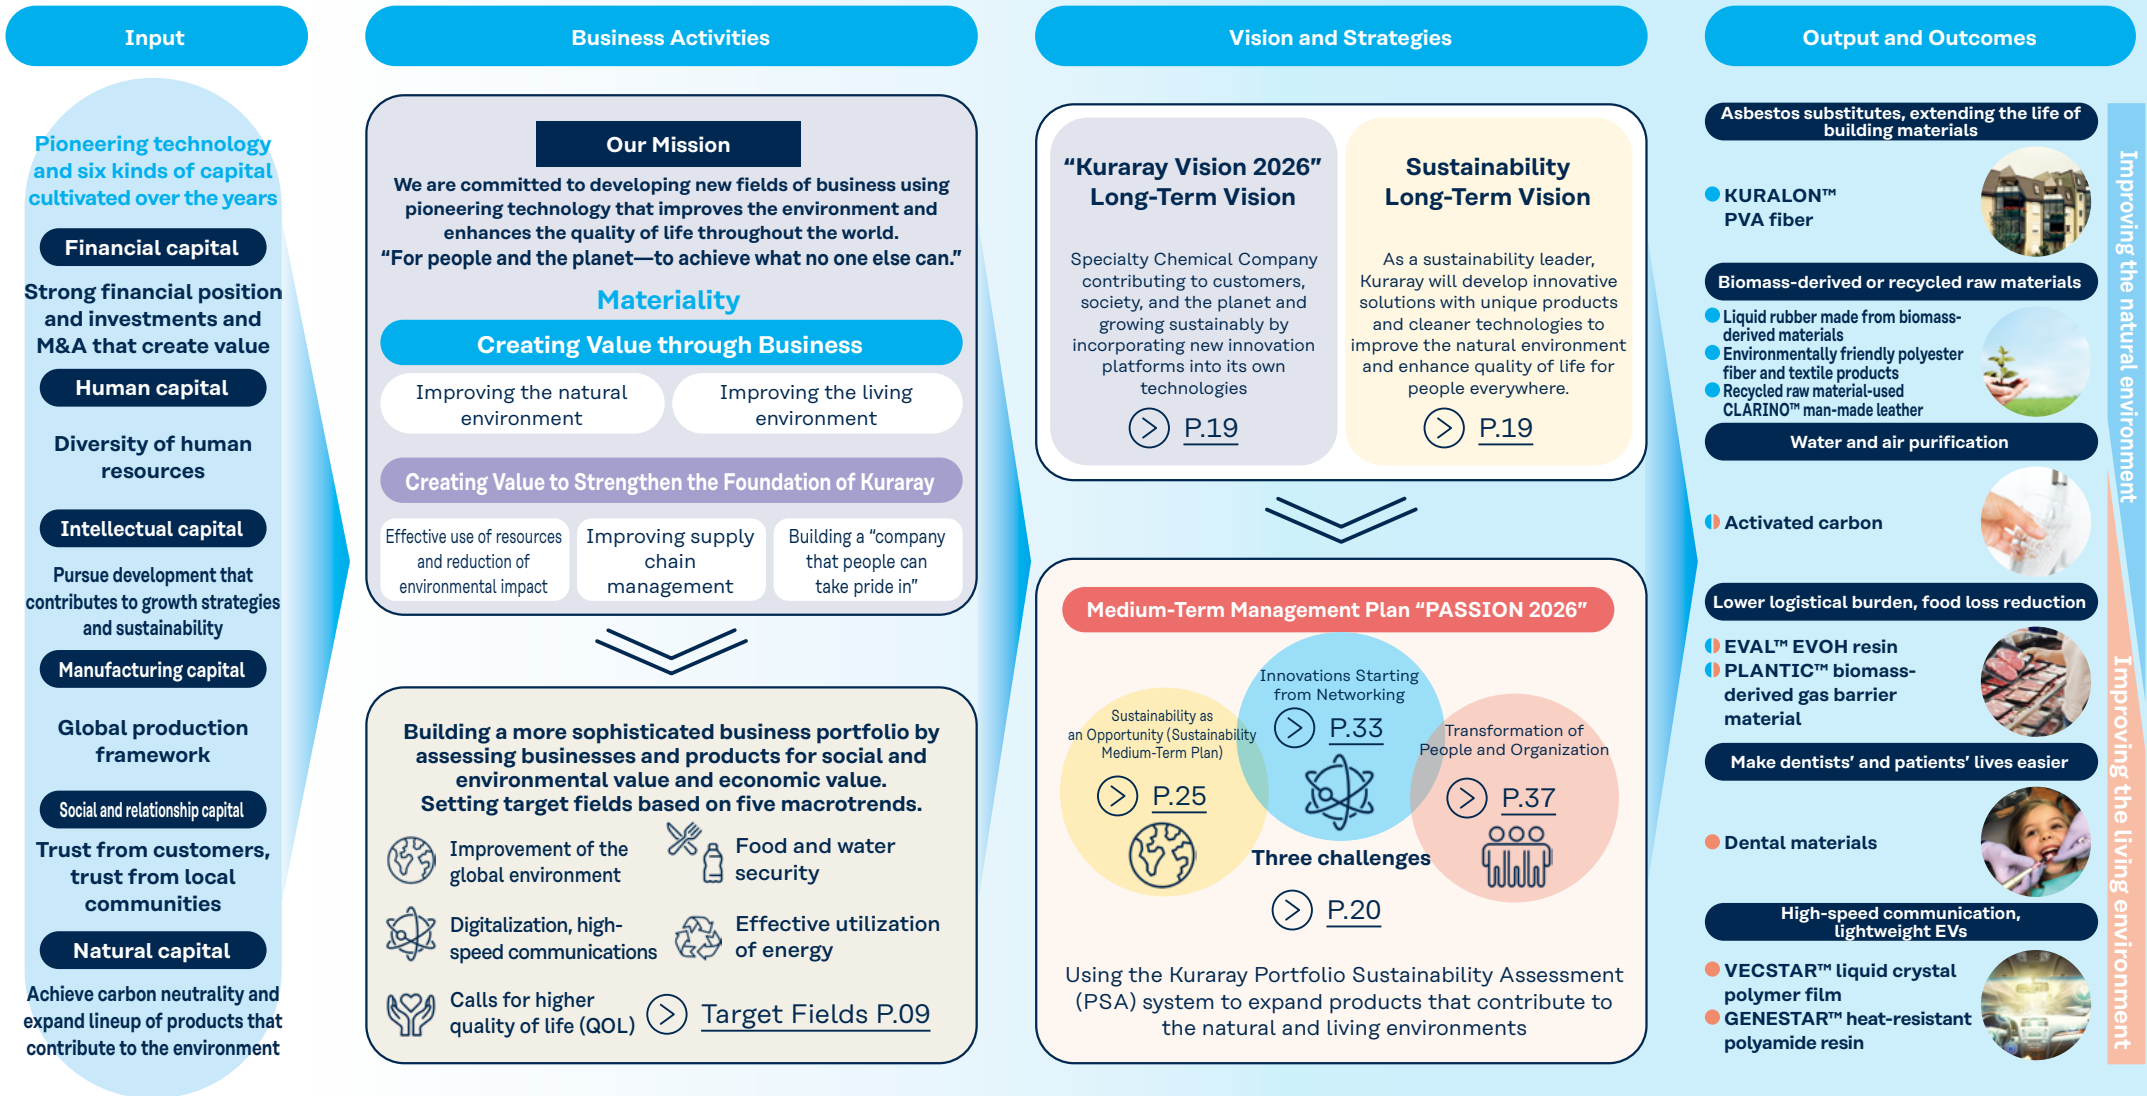 Input
Pioneering technology
and six kinds of capital
cultivated over the years
Financial capital
Strong financial position
and investments and
M&A that create value
Human capital
Diversity of human
resources
Intellectual capital
Pursue development that
contributes to growth strategies
and sustainability
Manufacturing capital
Global production
framework
Social and relationship capital
Trust from customers,
trust from local
communities
Natural capital
Achieve carbon neutrality and
expand lineup of products that
contribute to the environment
Business Activities
Our Mission
We are committed to developing new fields of business using
pioneering technology that improves the environment and
enhances the quality of life throughout the world.
“For people and the planet—to achieve what no one else can.”
Materiality
Creating Value through Business
Improving the natural
environment
Improving the living
environment
Creating Value to Strengthen the Foundation of Kuraray
Effective use of resources
and reduction of
environmental impact
Improving supply
chain
management
Building a “company
that people can
take pride in”
Building a more sophisticated business portfolio by
assessing businesses and products for social and
environmental value and economic value.
Setting target fields based on five macrotrends.
Improvement of the
global environment
Food and water
security
Digitalization, high-
speed communications
Effective utilization
of energy
Calls for higher
quality of life (QOL)
Target Fields P.09
Vision and Strategies
“Kuraray Vision 2026”
Long-Term Vision
Specialty Chemical Company
contributing to customers,
society, and the planet and
growing sustainably by
incorporating new innovation
platforms into its own
technologies
P.19
Sustainability
Long-Term Vision
As a sustainability leader,
Kuraray will develop innovative
solutions with unique products
and cleaner technologies to
improve the natural environment
and enhance quality of life for
people everywhere.
P.19
Medium-Term Management Plan “PASSION 2026”
Sustainability as
an Opportunity (Sustainability
Medium-Term Plan)
P.25
Innovations Starting
from Networking
P.33
Transformation of
People and Organization
P.37
Three challenges
P.20
Using the Kuraray Portfolio Sustainability Assessment
(PSA) system to expand products that contribute to
the natural and living environments
Output and Outcomes
Asbestos substitutes, extending the life of
building materials
KURALON™
PVA fiber
Biomass-derived or recycled raw materials
Liquid rubber made from biomass-
derived materials
Environmentally friendly polyester
fiber and textile products
Recycled raw material-used
CLARINO™ man-made leather
Water and air purification
Activated carbon
Lower logistical burden, food loss reduction
EVAL™ EVOH resin
PLANTIC™ biomass-
derived gas barrier
material
Make dentists’ and patients’ lives easier
Dental materials
High-speed communication,
lightweight EVs
VECSTAR™ liquid crystal
polymer film
GENESTAR™ heat-resistant
polyamide resin
Improving the natural environment
Improving the living environment